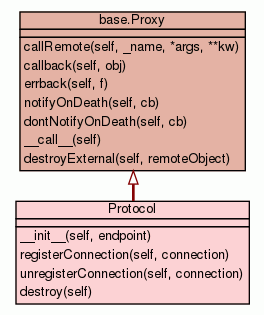 base.Proxy
callRemote(self, _name, *args, **kw)
callback(self, obj)
errback(self, f)
notifyOnDeath(self, cb)
dontNotifyOnDeath(self, cb)
__call__(self)
destroyExternal(self, remoteObject)
Protocol
__init__(self, endpoint)
registerConnection(self, connection)
unregisterConnection(self, connection)
destroy(self)